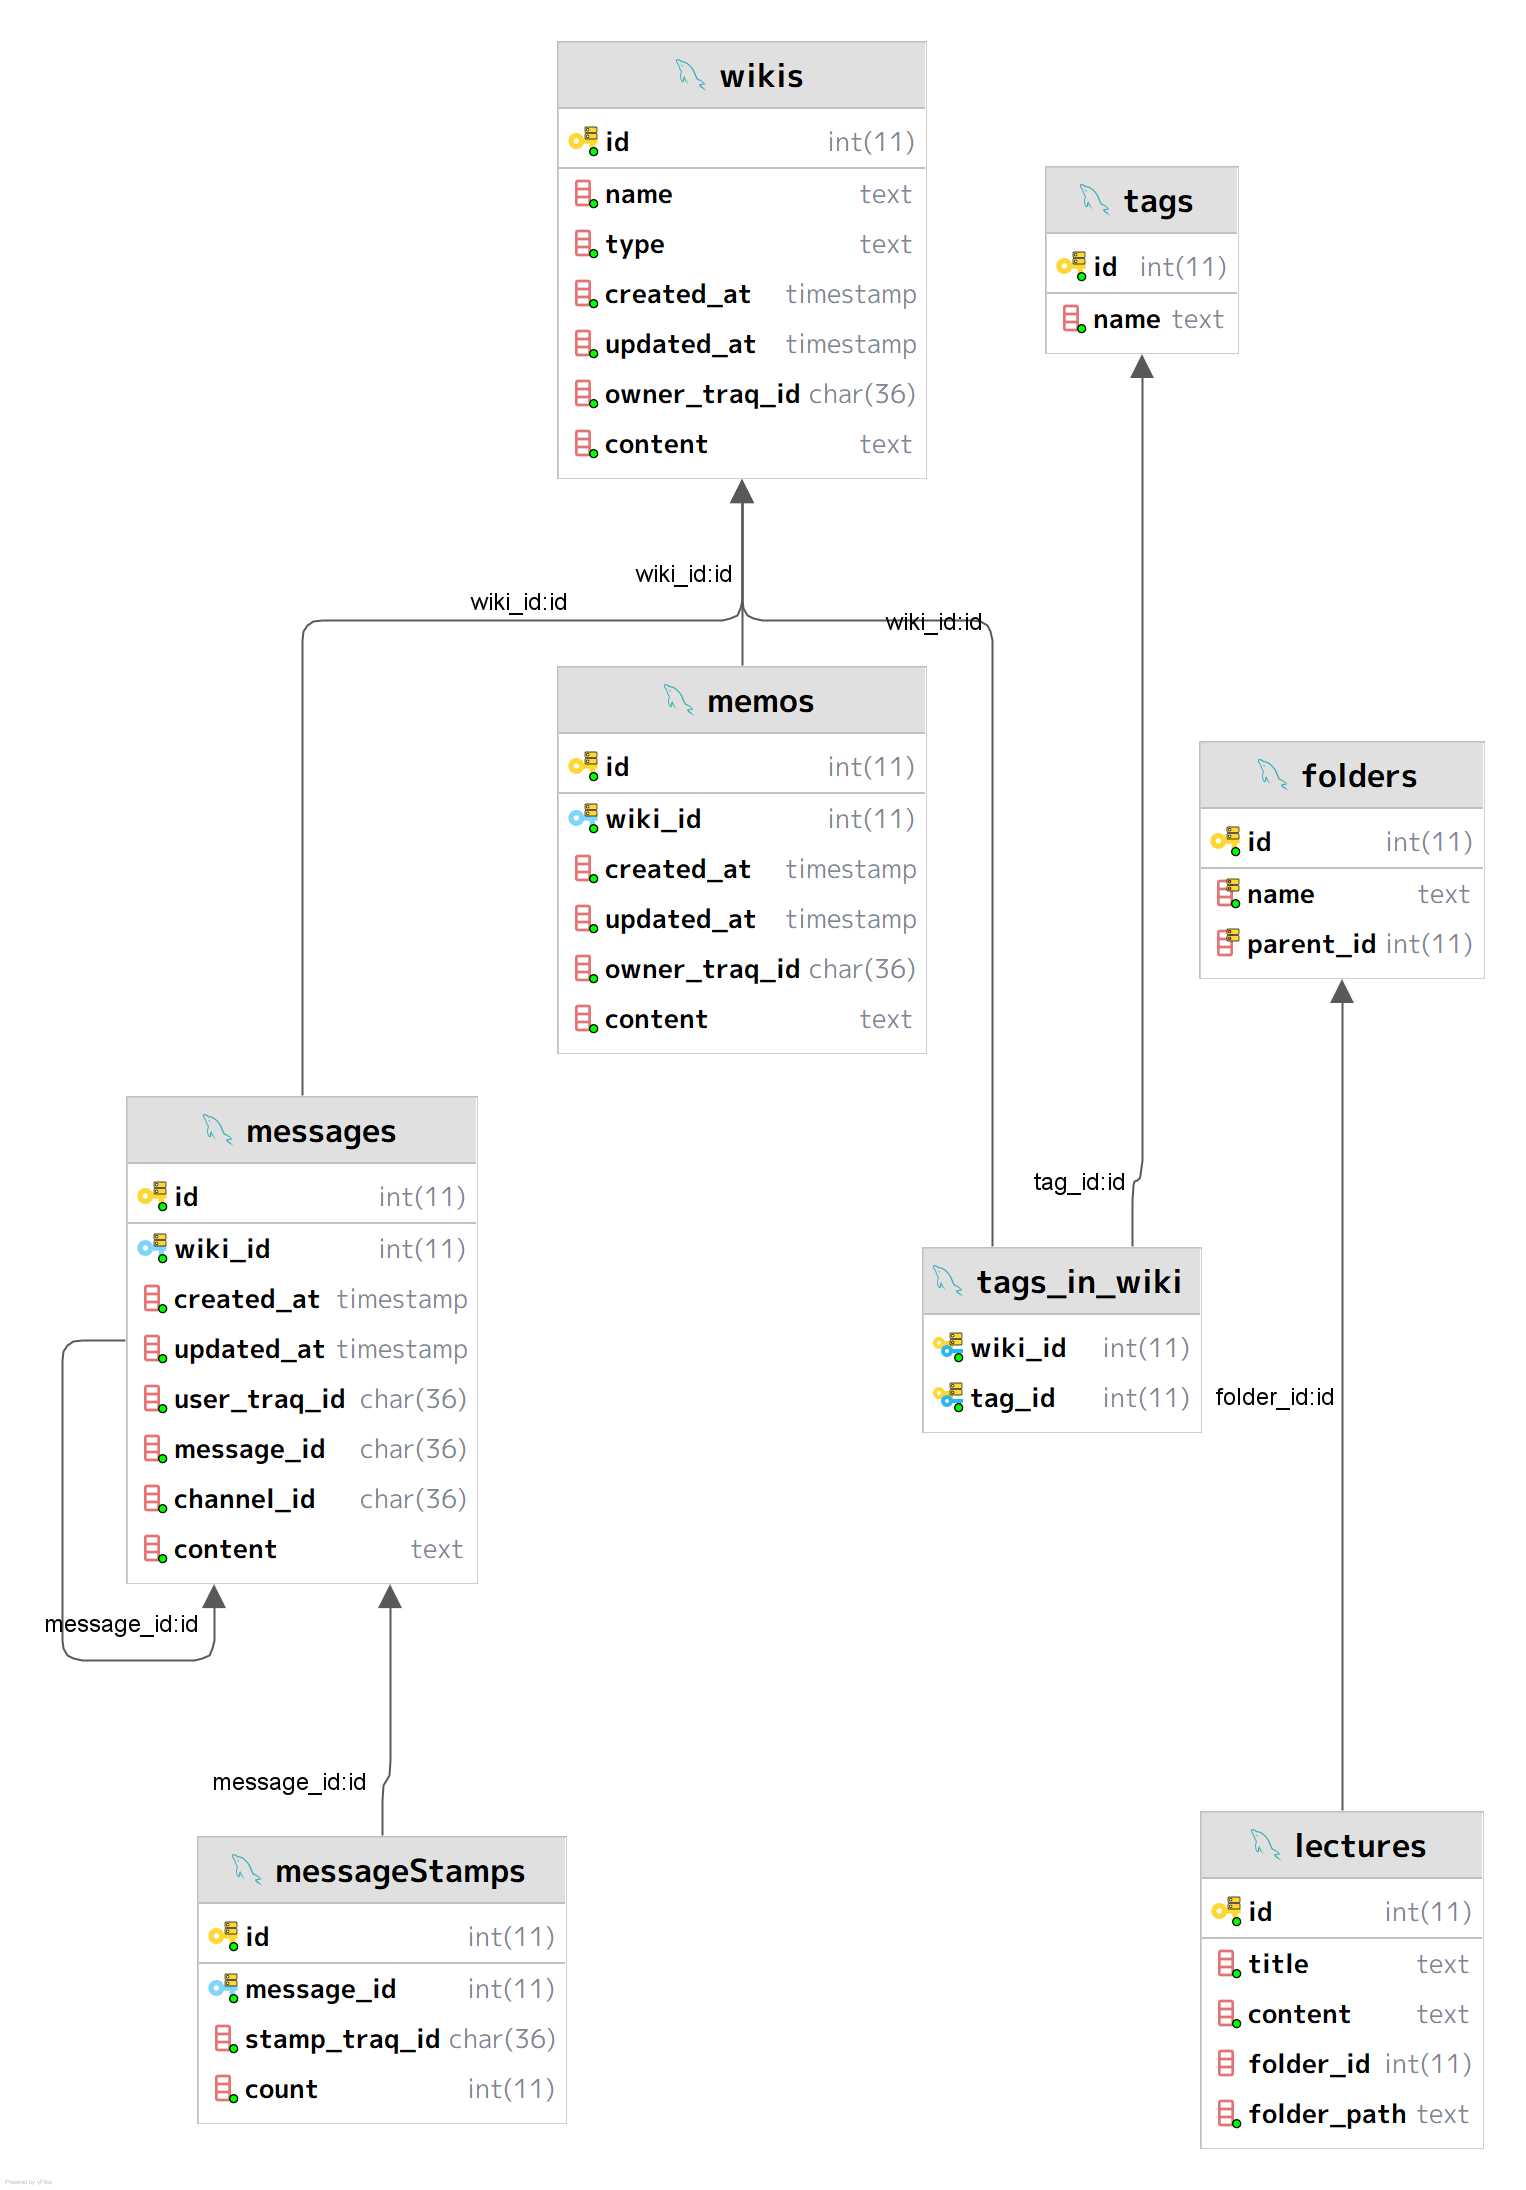 wikis
id int(11)
name text
type text
created_at timestamp
updated_at timestamp
owner_traq_id char(36)
content text
tags
id int(11)
name text
wiki_id:id
wiki_id:id
wiki_id:id
memos
id int(11)
wiki_id int(11)
created_at timestamp
updated_at timestamp
owner_traq_id char(36)
content text
folders
id int(11)
name text
parent_id int(11)
messages
id int(11)
wiki_id int(11)
created_at timestamp
updated_at timestamp
user_traq_id char(36)
message_id char(36)
channel_id char(36)
content text
tag_id:id
tags_in_wiki
wiki_id int(11)
tag_id int(11)
folder_id:id
message_id:id
message_id:id
messageStamps
id int(11)
message_id int(11)
stamp_traq_id char(36)
count int(11)
lectures
id int(11)
title text
content text
folder_id int(11)
folder_path text
Powered by yFiles